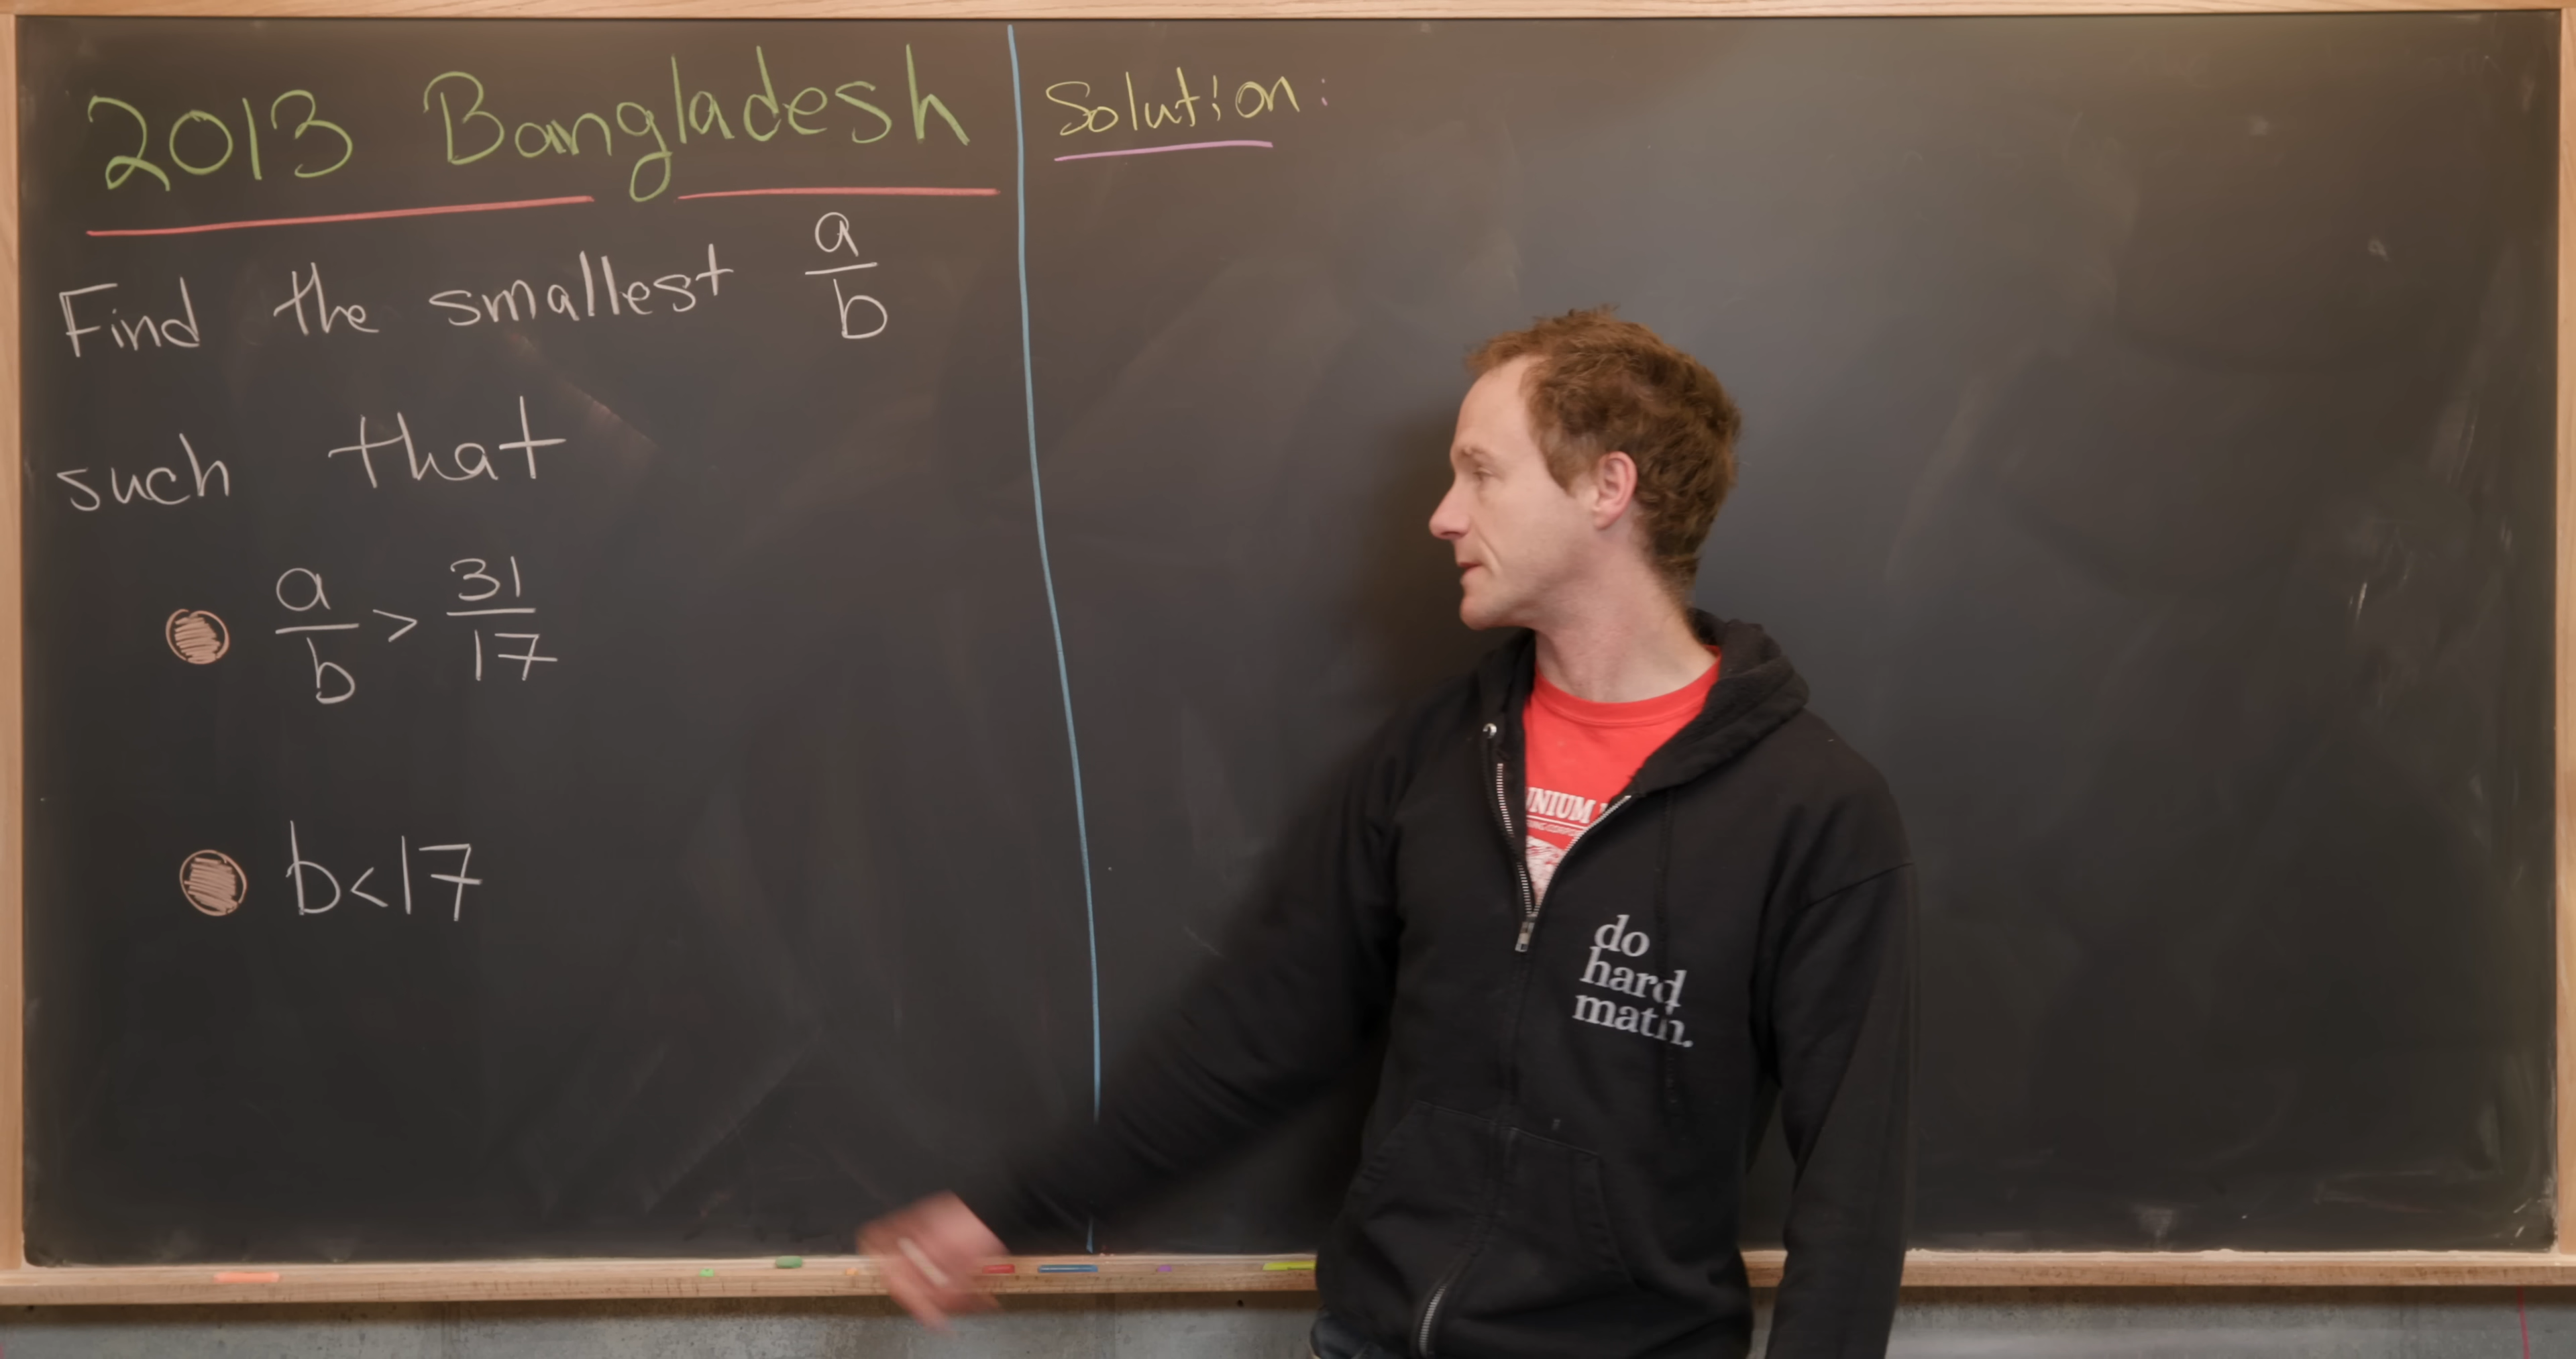 2013 Bangladesh
Find the smallest a/b
such that
a/b > 31/17
b<17
Solution:
do
hard
math.